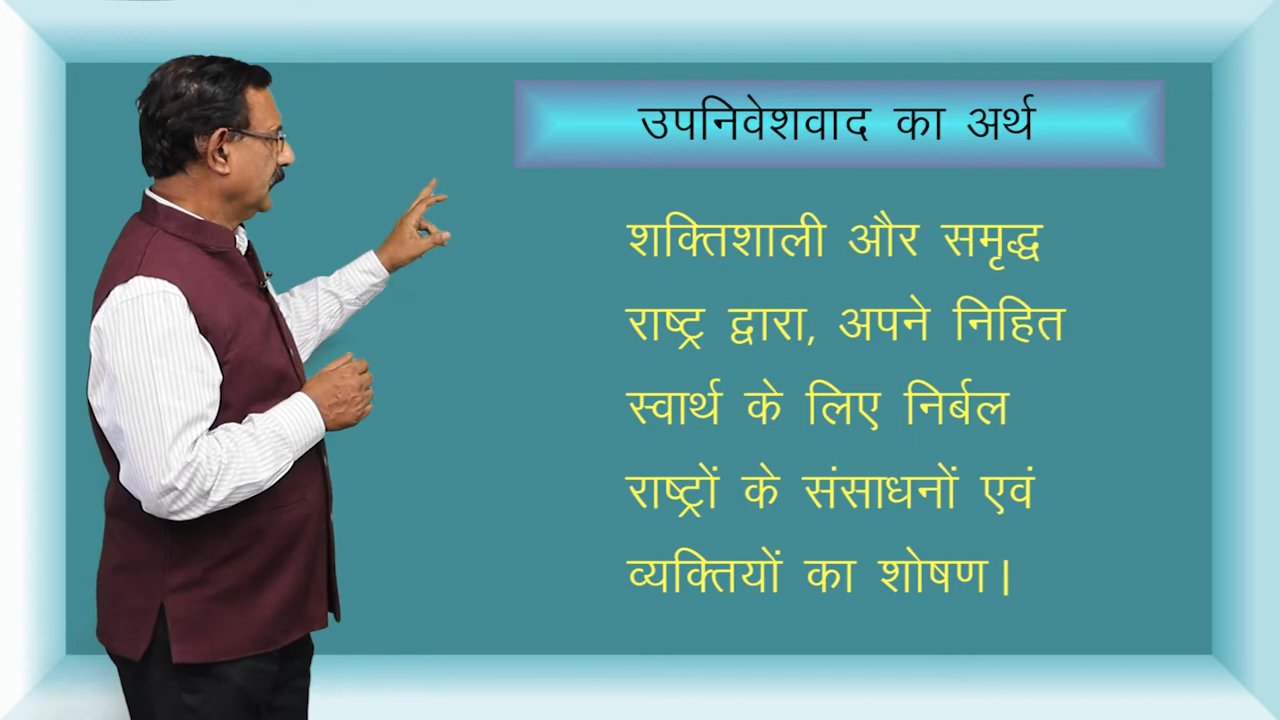 उपनिवेशवाद का अर्थ
शक्तिशाली और समृद्ध
राष्ट्र द्वारा, अपने निहित
स्वार्थ के लिए निर्बल
राष्ट्रों के संसाधनों एवं
व्यक्तियों का शोषण।